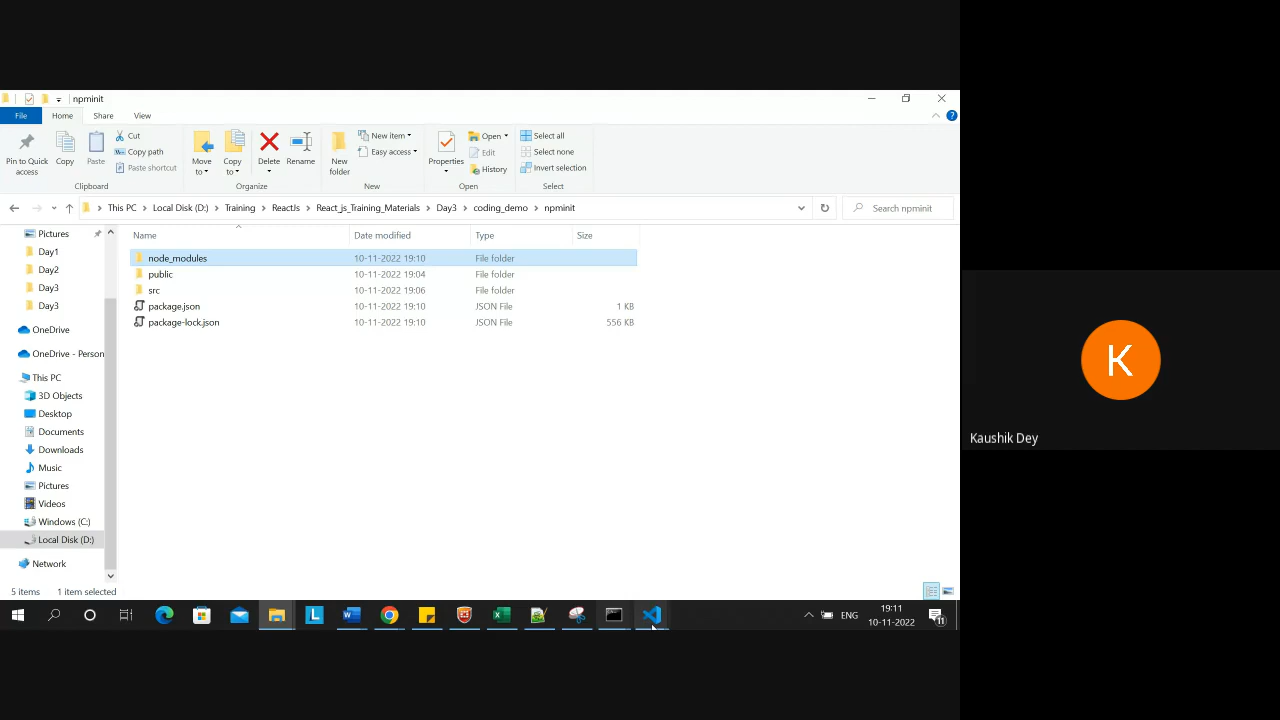 npminit
File
Home
Share
View
Pin to Quick
access
Copy
Paste
Cut
Copy path
Paste shortcut
Clipboard
Move
to
Copy
to
Delete
Rename
Organize
New
folder
New item
Easy access
New
Properties
Open
Edit
History
Open
Select all
Select none
Invert selection
Select
This PC
Local Disk (D:)
Training
ReactJs
React_js_Training_Materials
Day3
coding_demo
npminit
Search npminit
Name
Date modified
Type
Size
node_modules 10-11-2022 19:10 File folder
public 10-11-2022 19:04 File folder
src 10-11-2022 19:06 File folder
package.json 10-11-2022 19:10 JSON File 1 KB
package-lock.json 10-11-2022 19:10 JSON File 556 KB
Pictures
Day1
Day2
Day3
Day3
OneDrive
OneDrive - Person
This PC
3D Objects
Desktop
Documents
Downloads
Music
Pictures
Videos
Windows (C:)
Local Disk (D:)
Network
5 items 1 item selected
L
ENG
19:11
10-11-2022
11
K
Kaushik Dey